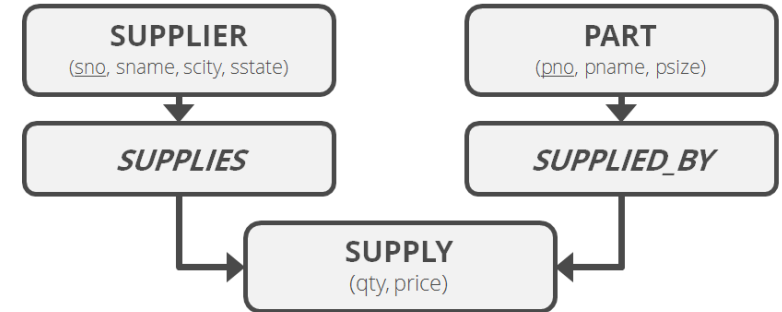 SUPPLIER
(sno, sname, scity, sstate)
PART
(pno, pname, psize)
SUPPLIES
SUPPLIED_BY
SUPPLY
(qty, price)